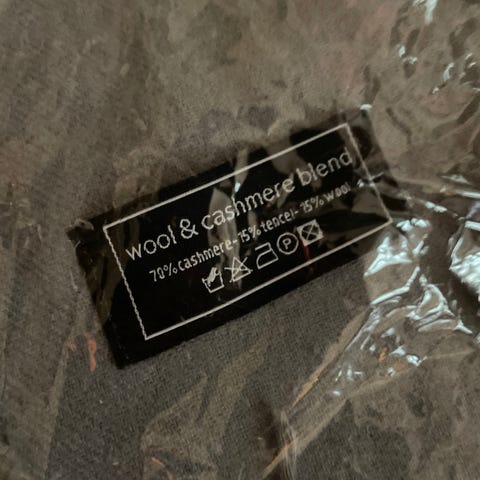 wool & cashmere blend
70% cashmere-15% tencel-15% wool
P